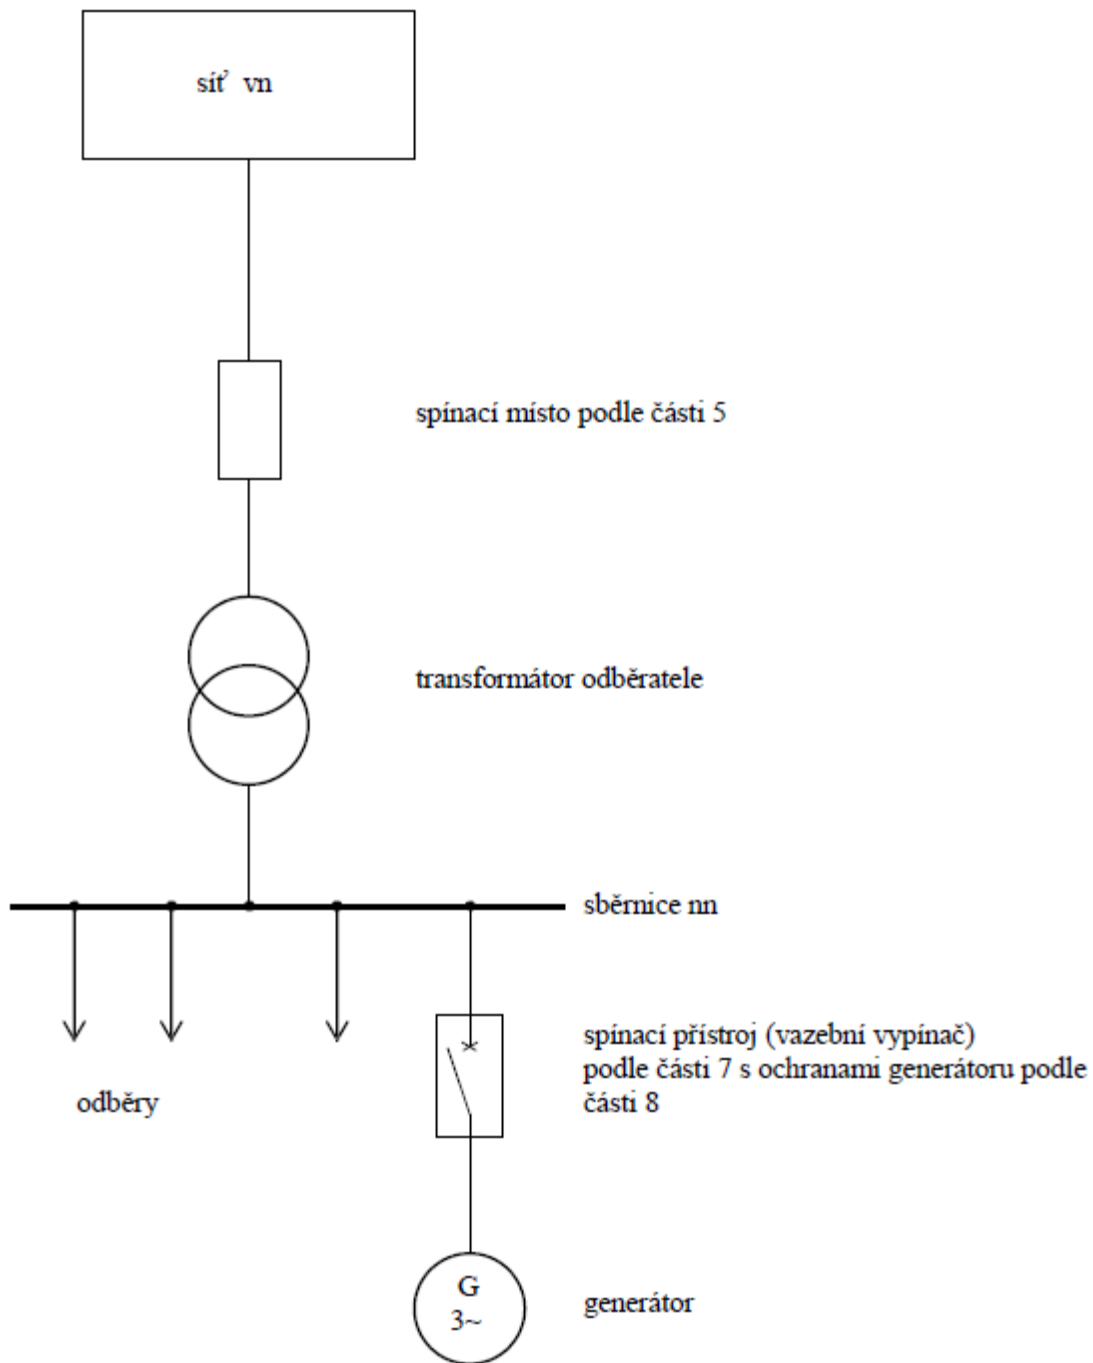 síť vn
spínací místo podle části 5
transformátor odběratele
sběrnice nn
spínací přístroj (vazební vypínač)
podle části 7 s ochranami generátoru podle
části 8
odběry
G
3~
generátor